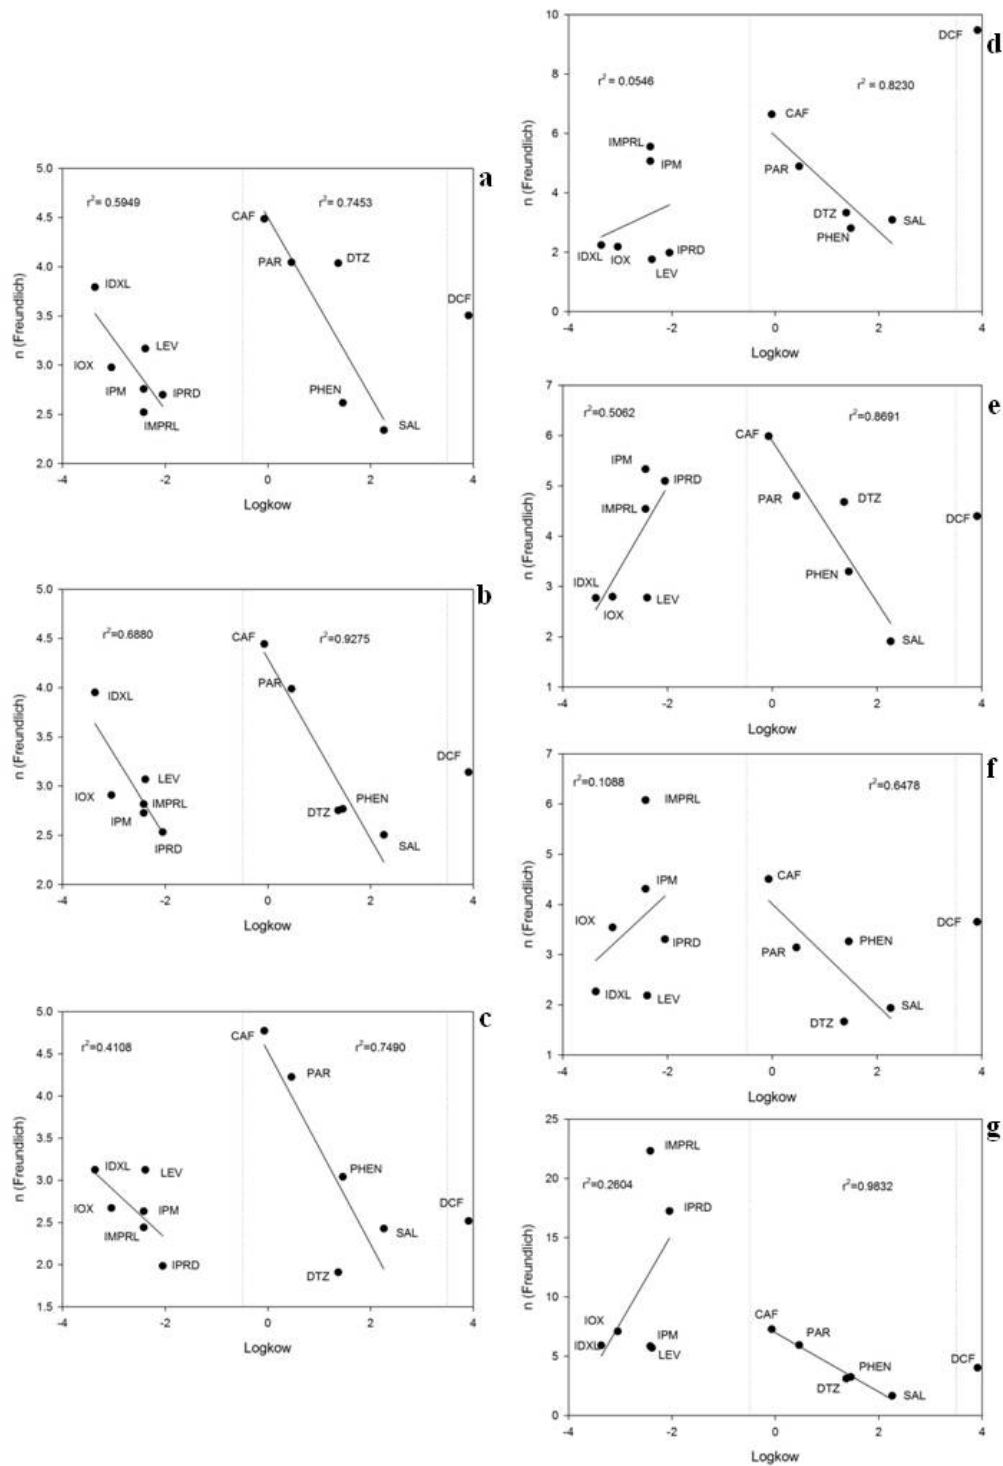 a
r²= 0.5949
r²=0.7453
n (Freundlich)
5.0
4.5
4.0
3.5
3.0
2.5
2.0
CAF
PAR
DTZ
IDXL
DCF
LEV
IOX
IPM
IPRD
IMPRL
PHEN
SAL
-4
-2
0
2
4
Logkow
b
r²=0.6880
r²=0.9275
n (Freundlich)
5.0
4.5
4.0
3.5
3.0
2.5
2.0
CAF
PAR
IDXL
DCF
LEV
IOX
IMPRL
IPM
IPRD
DTZ
PHEN
SAL
-4
-2
0
2
4
Logkow
c
r²=0.4108
r²=0.7490
n (Freundlich)
5.0
4.5
4.0
3.5
3.0
2.5
2.0
1.5
CAF
PAR
IDXL
LEV
PHEN
IOX
IPM
IMPRL
DCF
SAL
IPRD
DTZ
-4
-2
0
2
4
Logkow
d
r² = 0.0546
r² = 0.8230
n (Freundlich)
10
8
6
4
2
0
DCF
CAF
IMPRL
IPM
PAR
DTZ
SAL
PHEN
IDXL
IOX
IPRD
LEV
-4
-2
0
2
4
Logkow
e
r²=0.5062
r²=0.8691
n (Freundlich)
7
6
5
4
3
2
1
CAF
IPM
IPRD
PAR
DTZ
IMPRL
DCF
PHEN
IDXL
IOX
LEV
SAL
-4
-2
0
2
4
Logkow
f
r²=0.1088
r²=0.6478
n (Freundlich)
7
6
5
4
3
2
1
IMPRL
IPM
CAF
IOX
DCF
IPRD
PAR
PHEN
IDXL
LEV
SAL
DTZ
-4
-2
0
2
4
Logkow
g
r²=0.2604
r²=0.9832
n (Freundlich)
25
20
15
10
5
0
IMPRL
IPRD
IOX
CAF
PAR
IDXL
IPM
LEV
PHEN
DCF
DTZ
SAL
-4
-2
0
2
4
Logkow